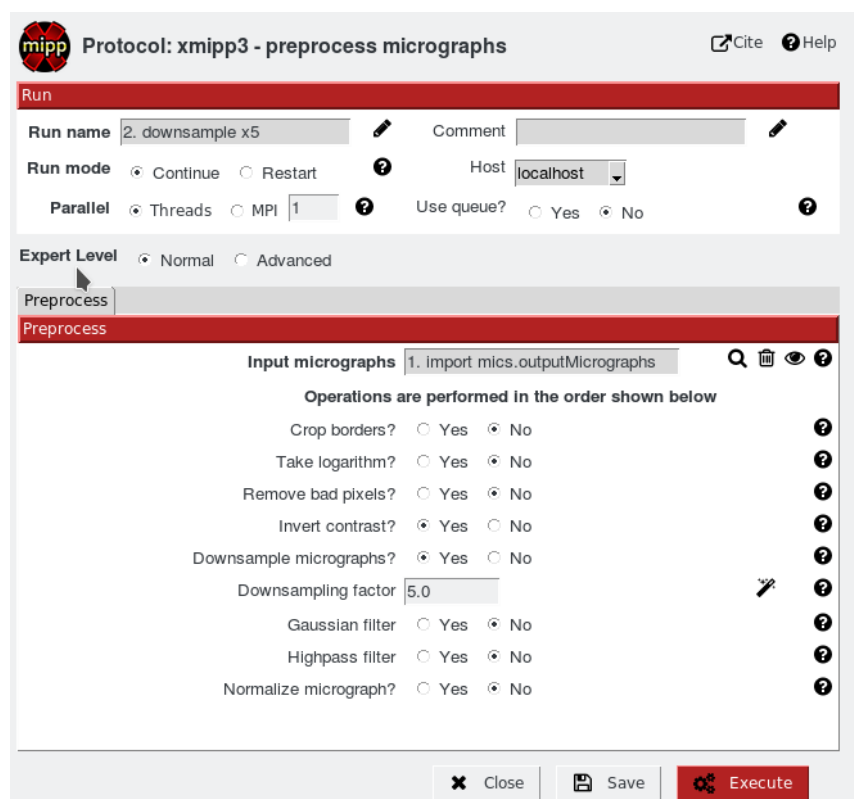 mipp Protocol: xmipp3 - preprocess micrographs Cite Help
Run
Run name 2. downsample x5 Comment
Run mode Continue Restart Host localhost
Parallel Threads MPI 1 Use queue? Yes No
Expert Level Normal Advanced
Preprocess
Preprocess
Input micrographs 1. import mics.outputMicrographs
Operations are performed in the order shown below
Crop borders? Yes No
Take logarithm? Yes No
Remove bad pixels? Yes No
Invert contrast? Yes No
Downsample micrographs? Yes No
Downsampling factor 5.0
Gaussian filter Yes No
Highpass filter Yes No
Normalize micrograph? Yes No
Close Save Execute